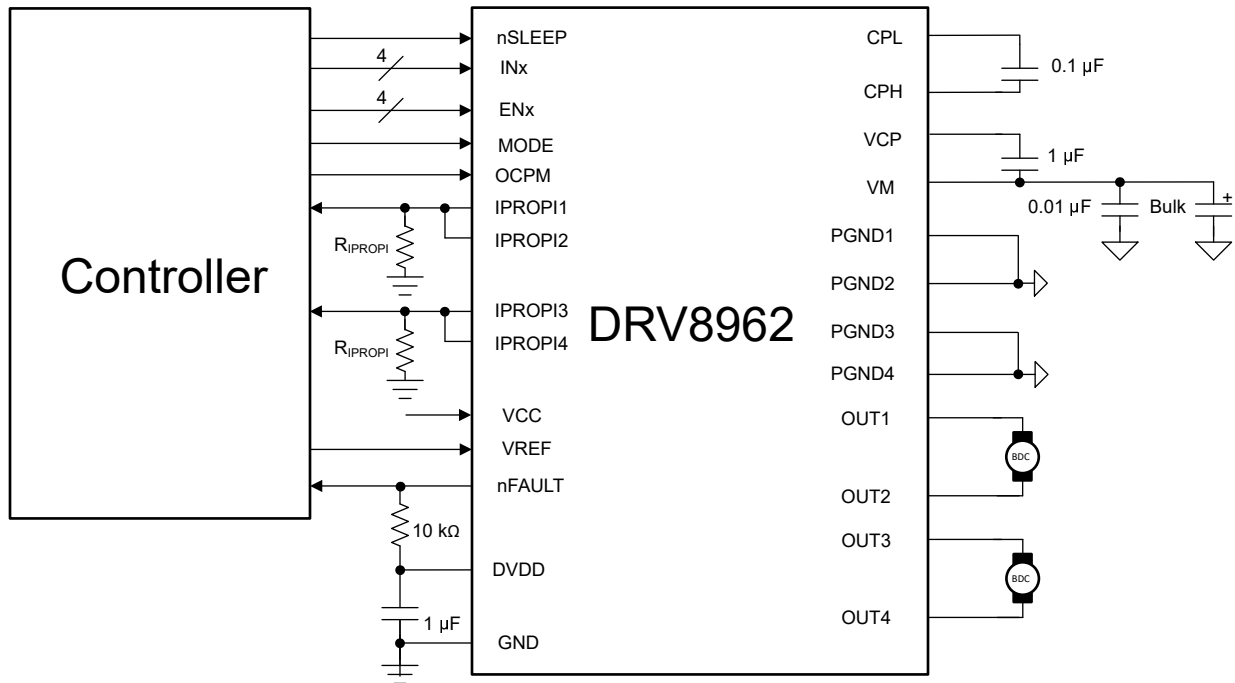 Controller
DRV8962
nSLEEP
4
INx
4
ENx
MODE
OCPM
IPROPI1
IPROPI2
RIPROPI
IPROPI3
IPROPI4
RIPROPI
VCC
VREF
nFAULT
10 kΩ
DVDD
1 µF
GND
CPL
0.1 µF
CPH
VCP
1 µF
VM
0.01 µF
Bulk
+
PGND1
PGND2
PGND3
PGND4
OUT1
BDC
OUT2
OUT3
BDC
OUT4